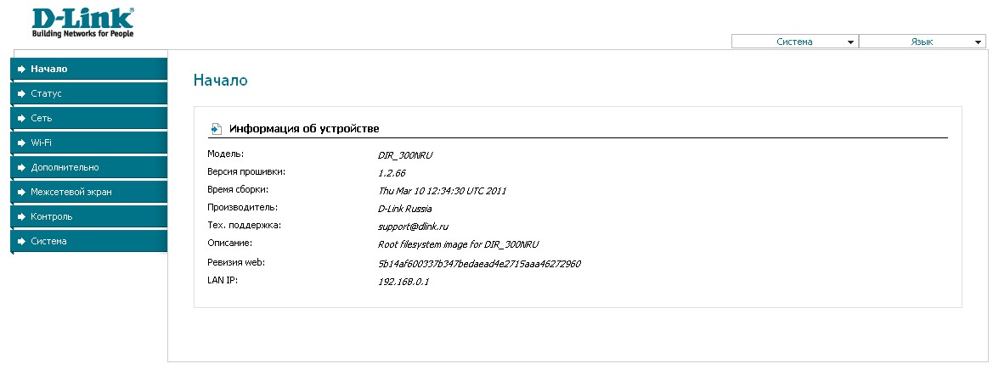 D-Link
Building Networks for People
Система Язык
Начало
Статус
Сеть
Wi-Fi
Дополнительно
Межсетевой экран
Контроль
Система
Начало
Информация об устройстве
Модель: DIR_300NRU
Версия прошивки: 1.2.66
Время сборки: Thu Mar 10 12:34:30 UTC 2011
Производитель: D-Link Russia
Тех. поддержка: support@dlink.ru
Описание: Root filesystem image for DIR_300NRU
Ревизия web: 5b14af600337b347bedaead4e2715aaa46272960
LAN IP: 192.168.0.1